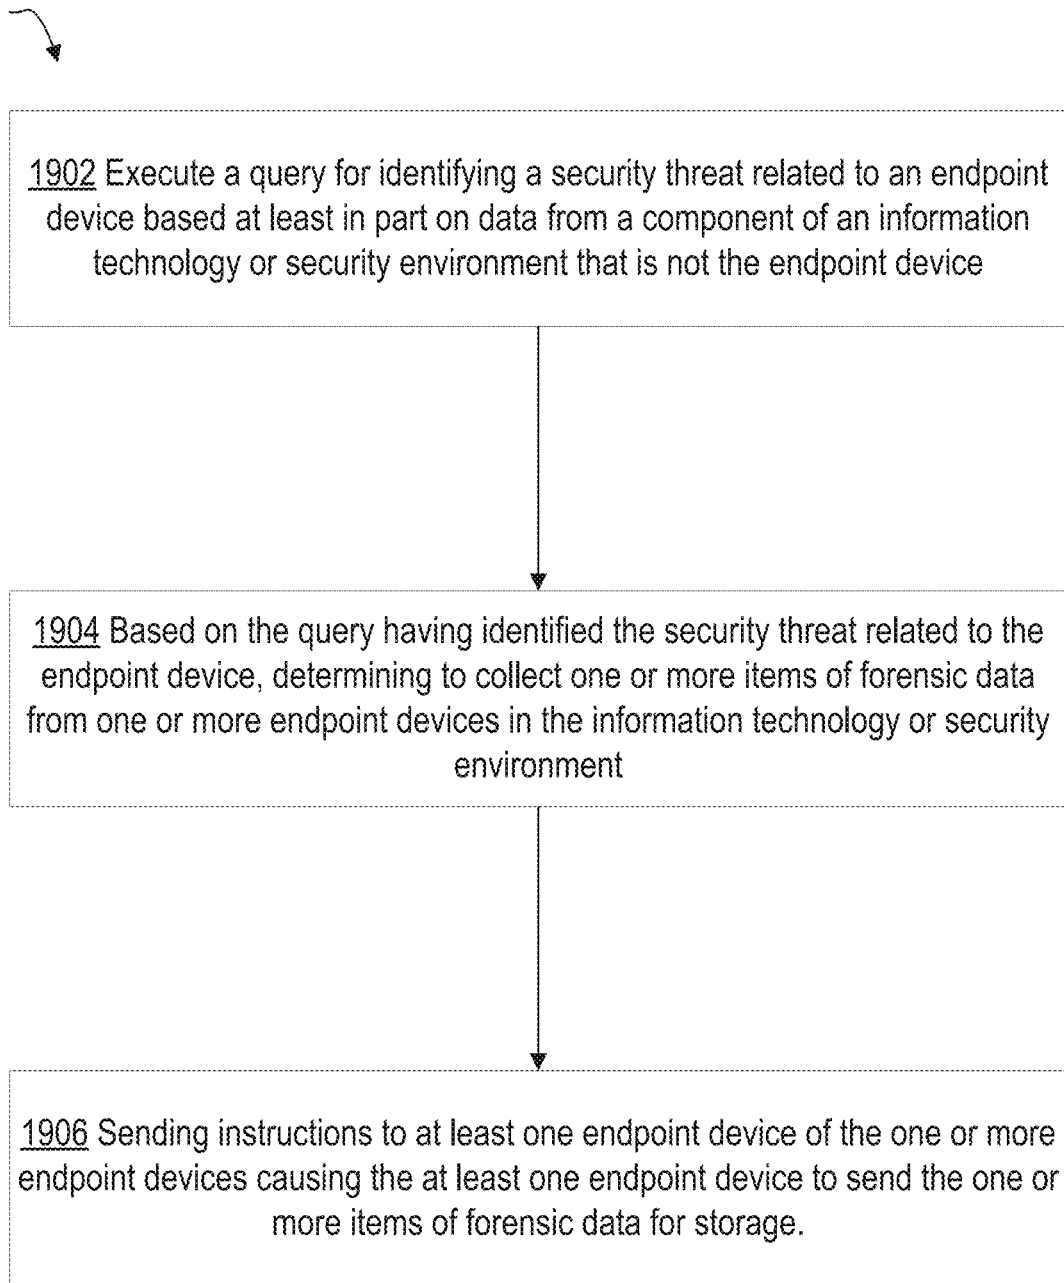 1902 Execute a query for identifying a security threat related to an endpoint
device based at least in part on data from a component of an information
technology or security environment that is not the endpoint device
1904 Based on the query having identified the security threat related to the
endpoint device, determining to collect one or more items of forensic data
from one or more endpoint devices in the information technology or security
environment
1906 Sending instructions to at least one endpoint device of the one or more
endpoint devices causing the at least one endpoint device to send the one or
more items of forensic data for storage.